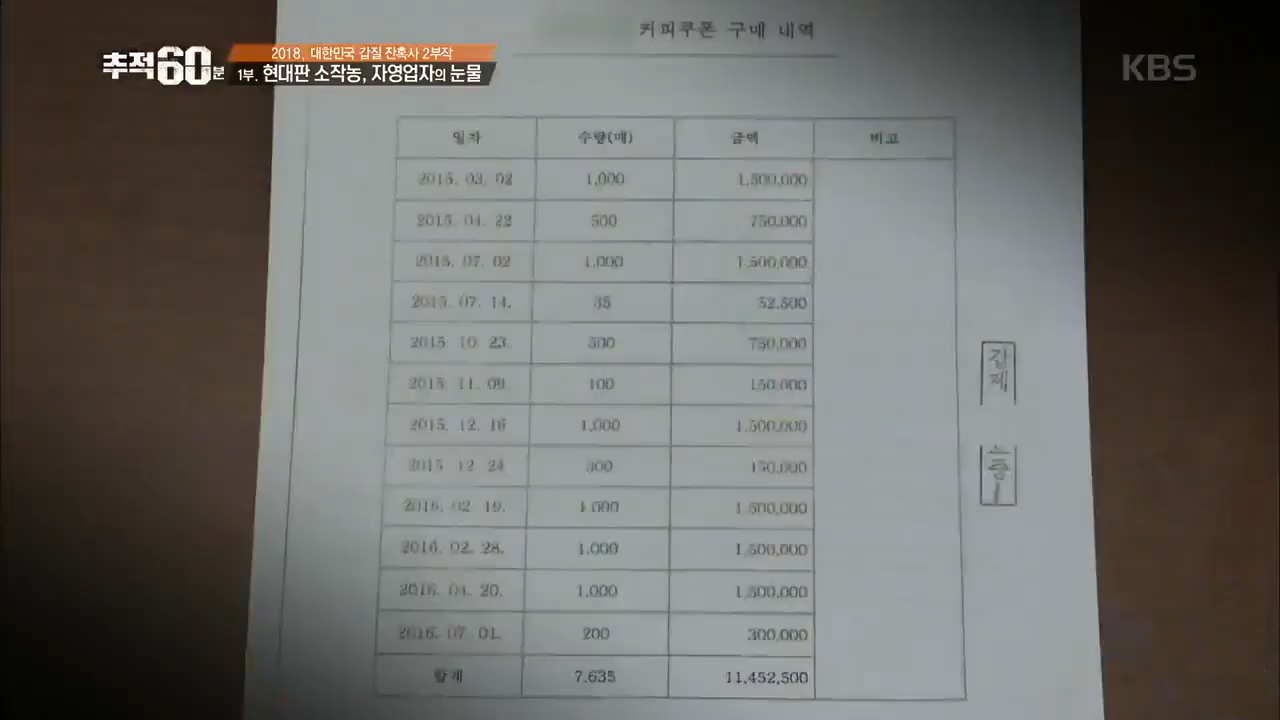 추적60분
2018, 대한민국 갑질 잔혹사 2부작
1부. 현대판 소작농, 자영업자의 눈물
KBS
커피쿠폰 구매 내역
일자 수량(매) 금액 비고
2015. 03. 02 1,000 1,500,000
2015. 04. 22 500 750,000
2015. 07. 02 1,000 1,500,000
2015. 07. 14. 35 52,500
2015. 10. 23. 500 750,000
2015. 11. 09. 100 150,000
2015. 12. 16 1,000 1,500,000
2015. 12. 24 300 450,000
2016. 02. 19. 1,000 1,500,000
2016. 02. 28. 1,000 1,500,000
2016. 04. 20. 1,000 1,500,000
2016. 07. 01. 200 300,000
합계 7,635 11,452,500
갑제